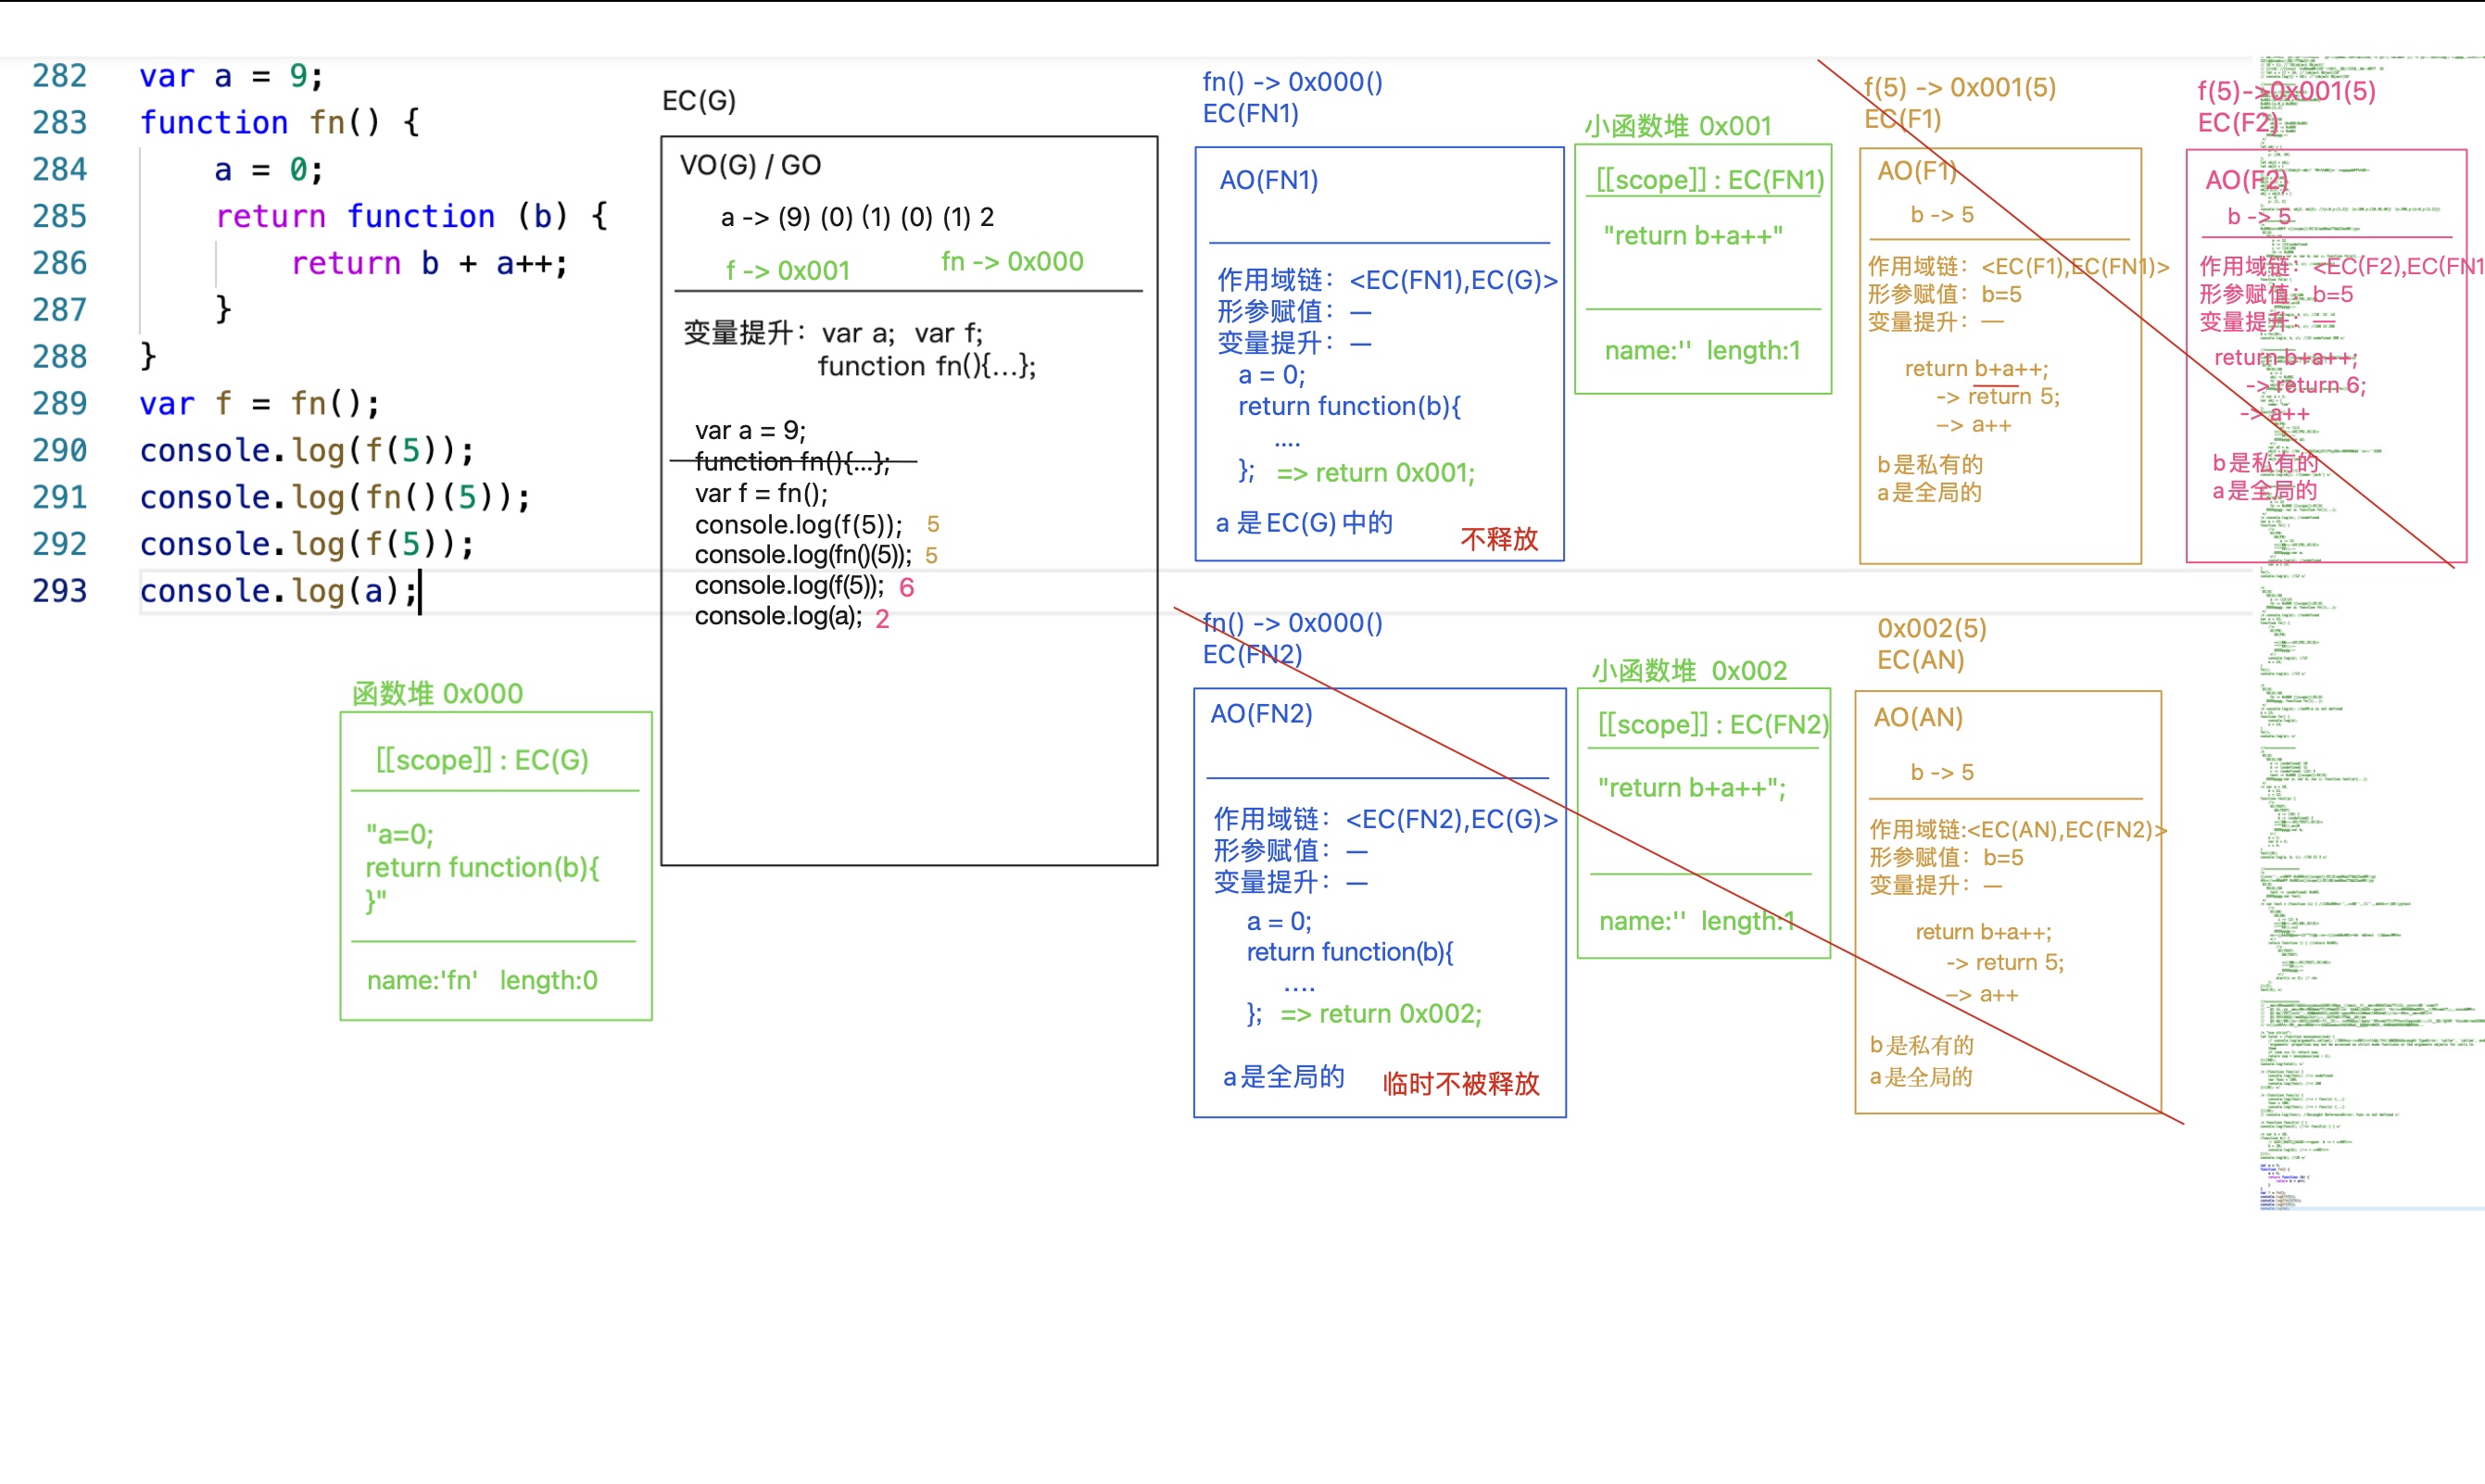 282 var a = 9;
283 function fn() {
284 a = 0;
285 return function (b) {
286 return b + a++;
287 }
288 }
289 var f = fn();
290 console.log(f(5));
291 console.log(fn()(5));
292 console.log(f(5));
293 console.log(a);
EC(G)
VO(G) / GO
a -> (9) (0) (1) (0) (1) 2
f -> 0x001 fn -> 0x000
变量提升：var a; var f;
function fn(){...};
var a = 9;
function fn(){...};
var f = fn();
console.log(f(5)); 5
console.log(fn()(5)); 5
console.log(f(5)); 6
console.log(a); 2
函数堆 0x000
[[scope]] : EC(G)
"a=0;
return function(b){
}"
name:'fn' length:0
fn() -> 0x000()
EC(FN1)
AO(FN1)
作用域链：<EC(FN1),EC(G)>
形参赋值：—
变量提升：—
a = 0;
return function(b){
....
}; => return 0x001;
a 是EC(G) 中的
不释放
小函数堆 0x001
[[scope]] : EC(FN1)
"return b+a++"
name:'' length:1
f(5) -> 0x001(5)
EC(F1)
AO(F1)
b -> 5
作用域链：<EC(F1),EC(FN1)>
形参赋值：b=5
变量提升：—
return b+a++;
-> return 5;
—> a++
b是私有的
a是全局的
f(5)->0x001(5)
EC(F2)
AO(F2)
b -> 5
作用域链：<EC(F2),EC(FN1
形参赋值：b=5
变量提升：—
return b+a++;
-> return 6;
-> a++
b是私有的
a是全局的
fn() -> 0x000()
EC(FN2)
AO(FN2)
作用域链：<EC(FN2),EC(G)>
形参赋值：—
变量提升：—
a = 0;
return function(b){
....
}; => return 0x002;
a是全局的
临时不被释放
小函数堆 0x002
[[scope]] : EC(FN2)
"return b+a++";
name:'' length:1
0x002(5)
EC(AN)
AO(AN)
b -> 5
作用域链:<EC(AN),EC(FN2)>
形参赋值：b=5
变量提升：—
return b+a++;
-> return 5;
—> a++
b是私有的
a是全局的